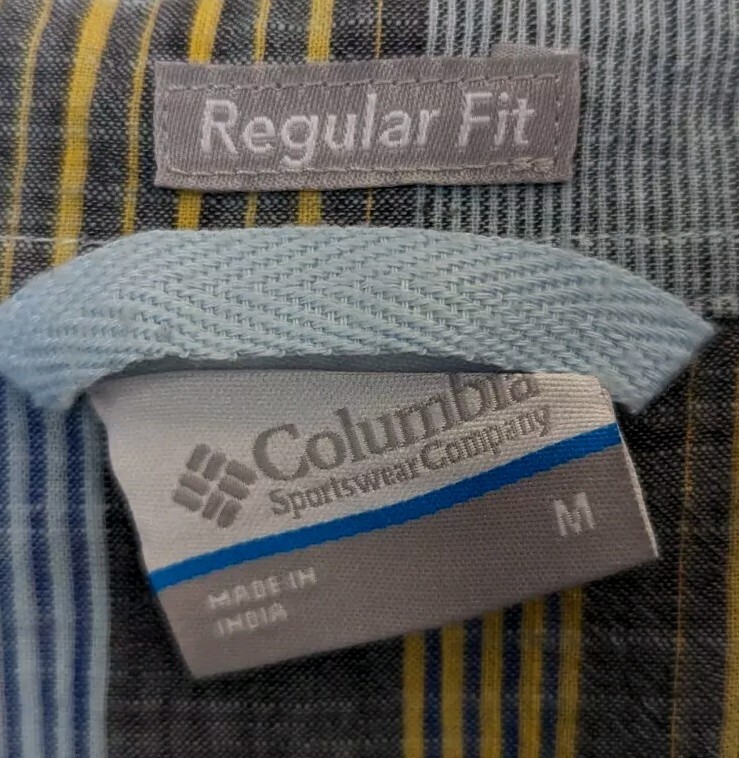 Regular Fit
Columbia
Sportswear Company
M
MADE IN
INDIA